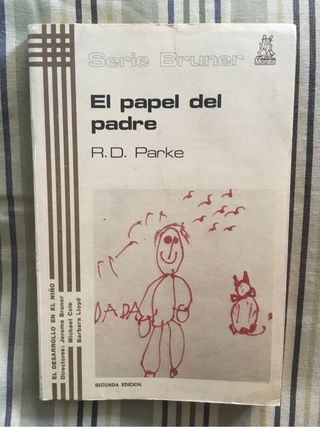 Serie Bruner
Morata
El papel del
padre
R.D. Parke
DADA
EL DESARROLLO EN EL NIÑO
Directores: Jerome Bruner
Michael Cole
Barbara Lloyd
SEGUNDA EDICION